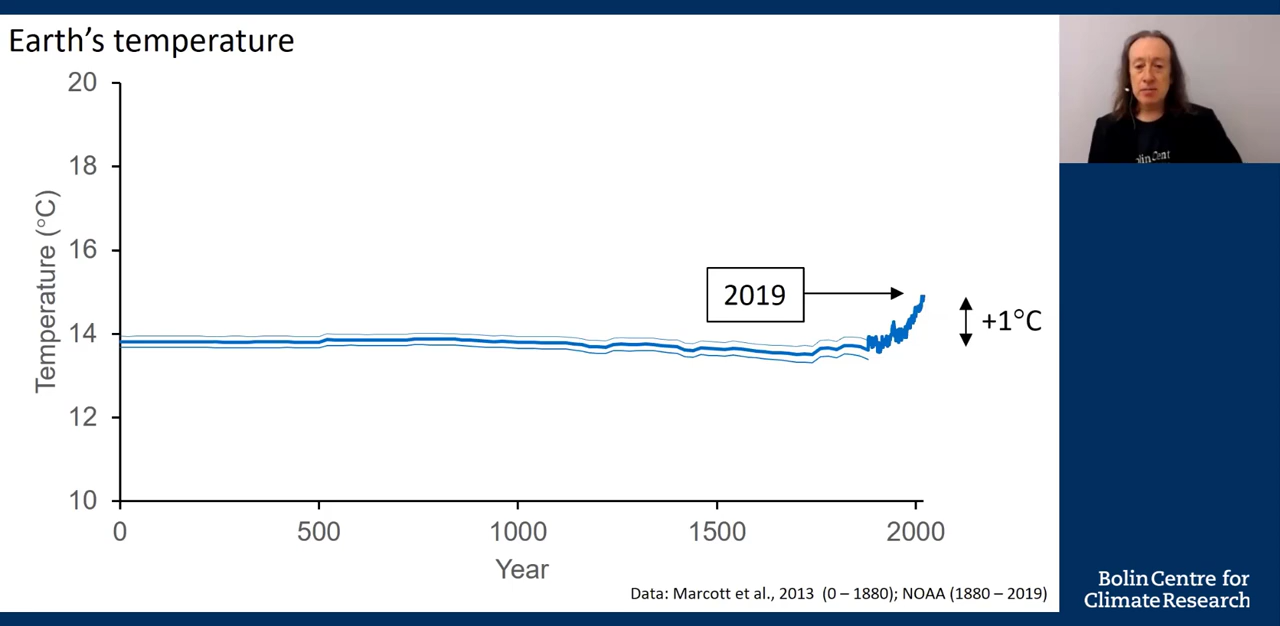 Earth's temperature
20
18
16
14
12
10
Temperature (°C)
2019
+1°C
0 500 1000 1500 2000
Year
Data: Marcott et al., 2013 (0 – 1880); NOAA (1880 – 2019)
Bolin Centre for
Climate Research